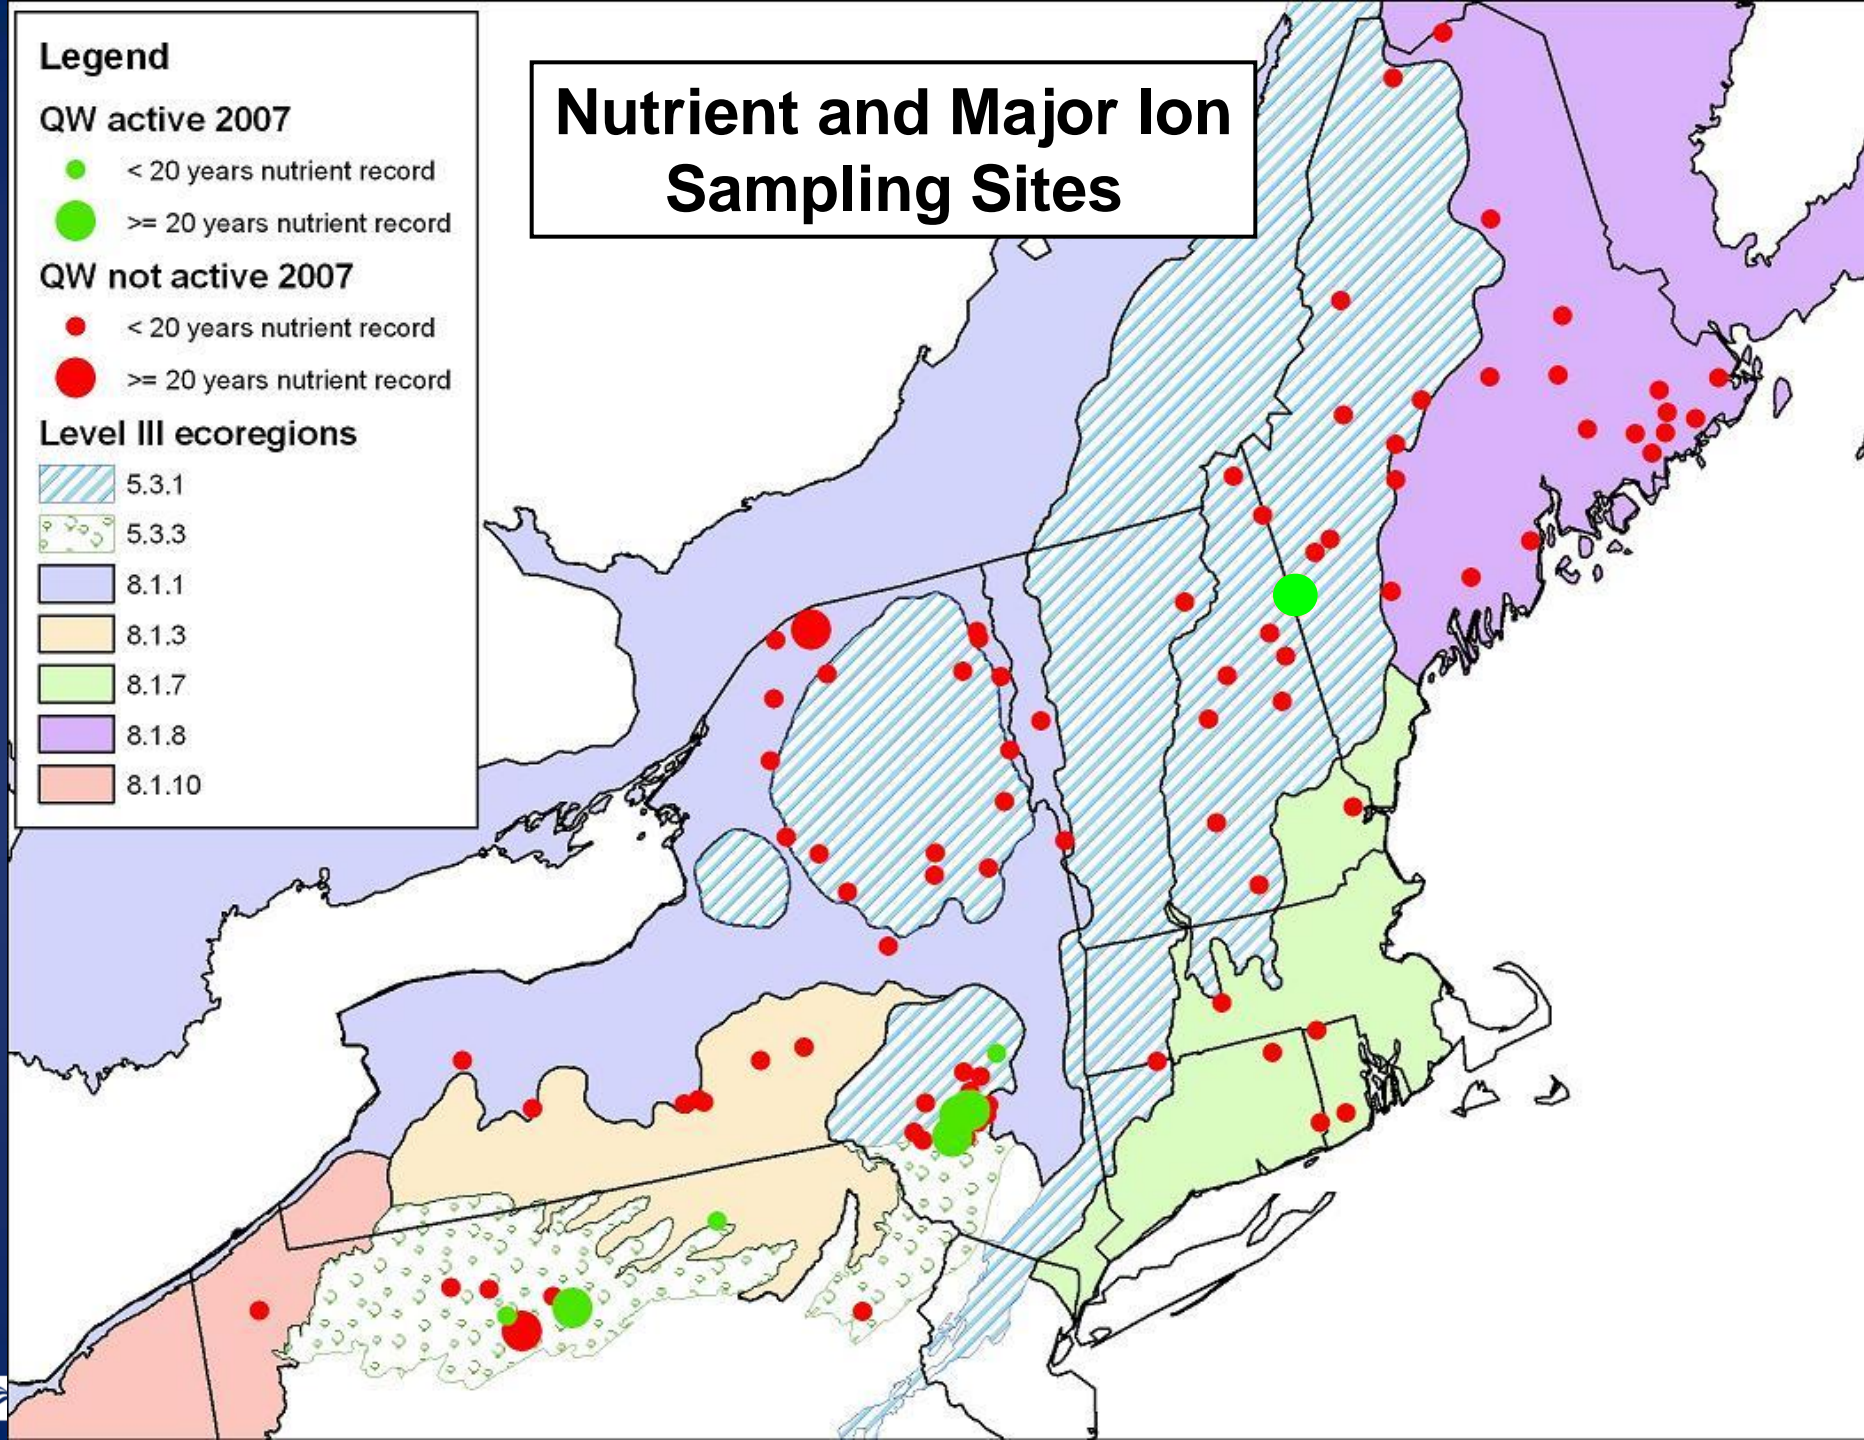 Legend
QW active 2007
< 20 years nutrient record
>= 20 years nutrient record
QW not active 2007
< 20 years nutrient record
>= 20 years nutrient record
Level III ecoregions
5.3.1
5.3.3
8.1.1
8.1.3
8.1.7
8.1.8
8.1.10
Nutrient and Major Ion
Sampling Sites